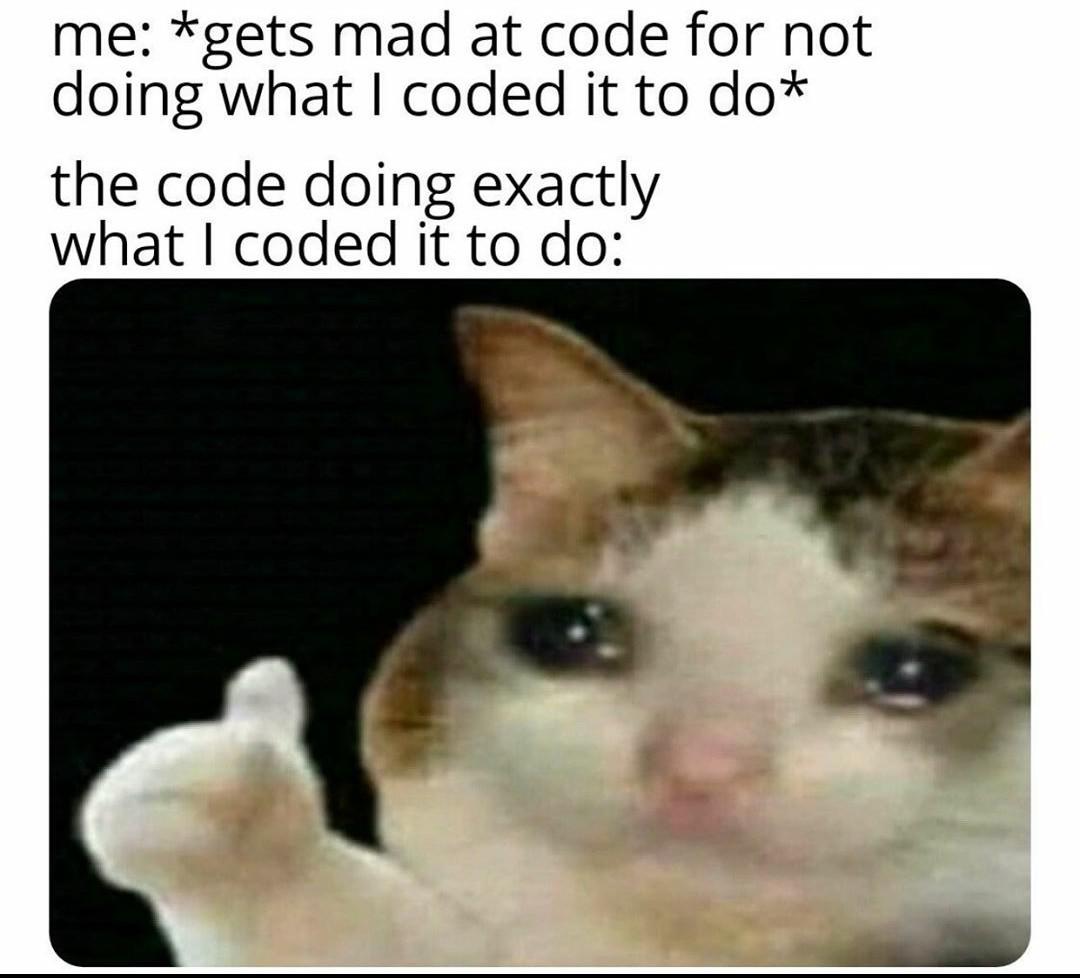 me: *gets mad at code for not
doing what I coded it to do*
the code doing exactly
what I coded it to do: